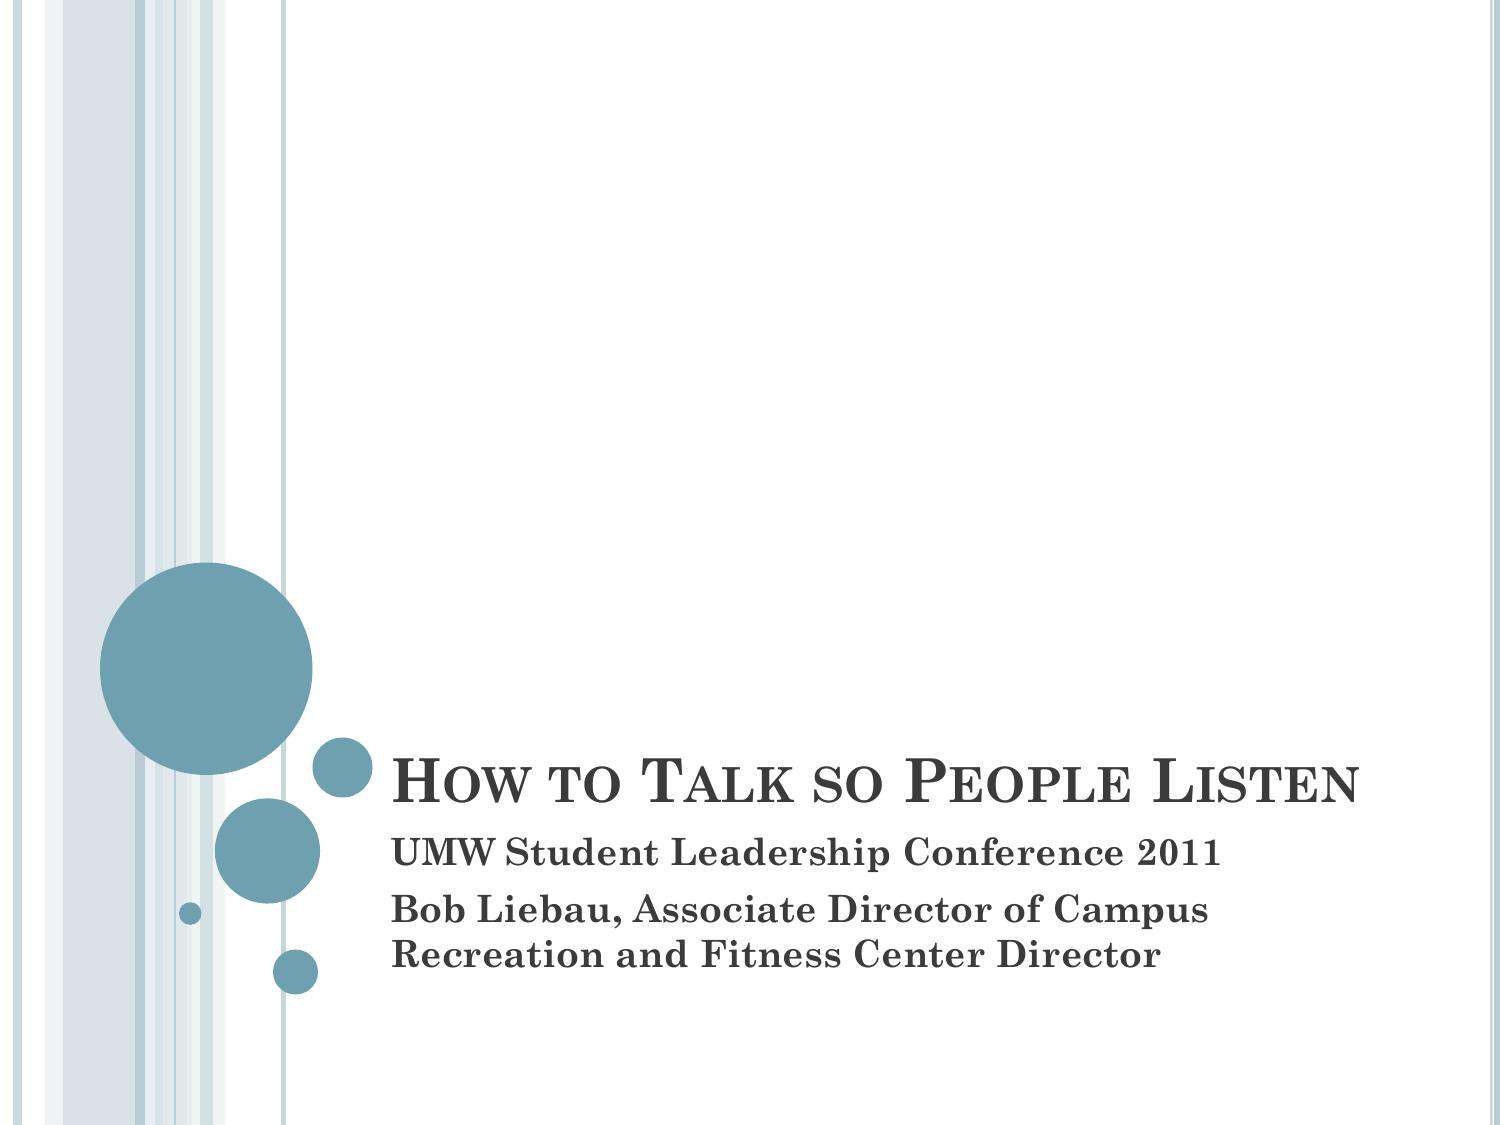 How to Talk so People Listen
UMW Student Leadership Conference 2011
Bob Liebau, Associate Director of Campus
Recreation and Fitness Center Director